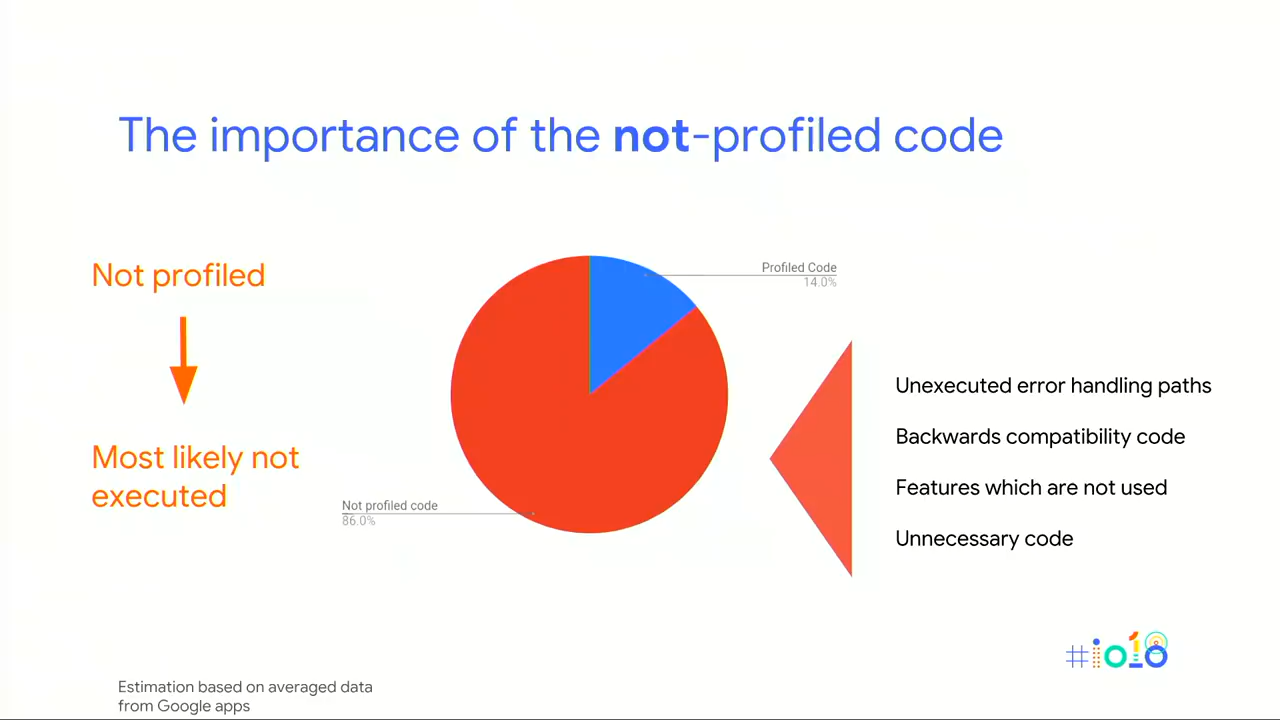 The importance of the not-profiled code
Not profiled
Most likely not
executed
Profiled Code
14.0%
Not profiled code
86.0%
Unexecuted error handling paths
Backwards compatibility code
Features which are not used
Unnecessary code
#io18
Estimation based on averaged data
from Google apps